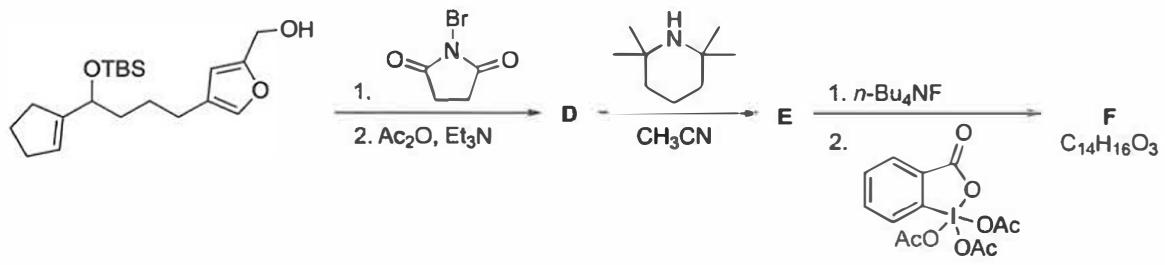 OH
OTBS
O
Br
N
O
O
1.
2. Ac₂O, Et₃N
D
H
N
CH₃CN
E
1. n-Bu₄NF
2.
O
O
I
OAc
AcO
OAc
F
C₁₄H₁₆O₃